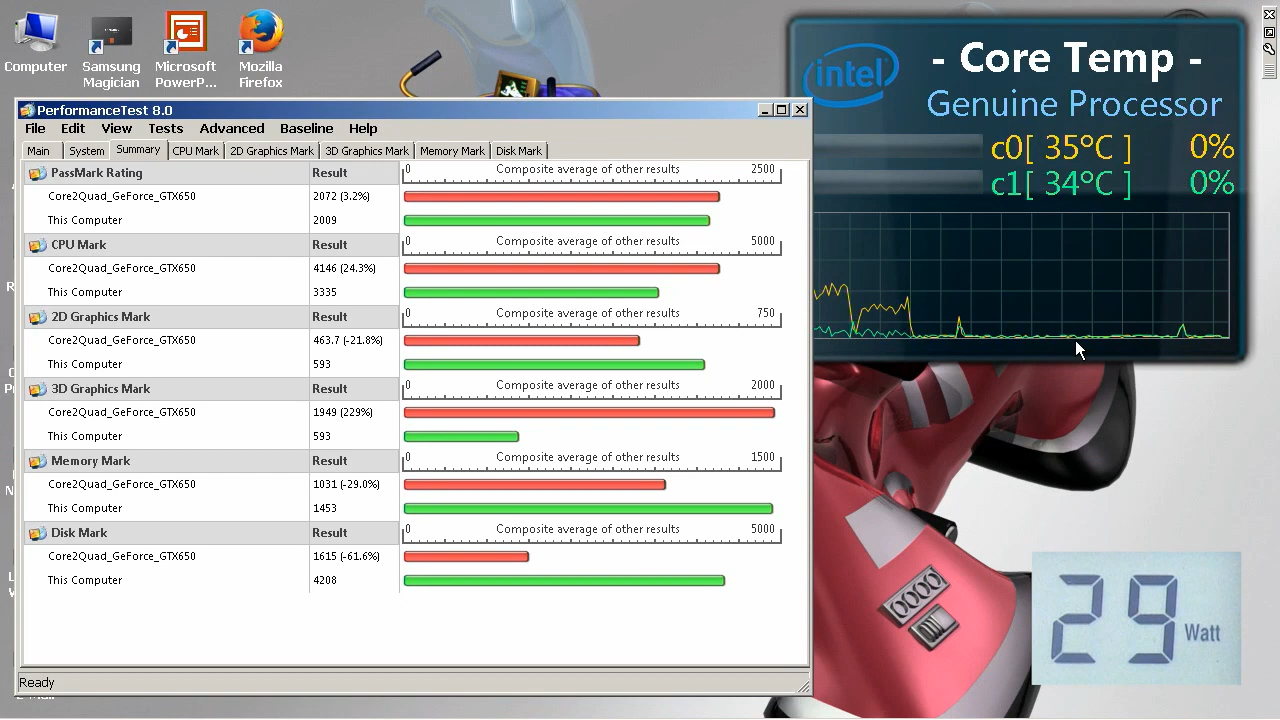 Computer
Samsung
Magician
Microsoft
PowerP...
Mozilla
Firefox
PerformanceTest 8.0
File Edit View Tests Advanced Baseline Help
Main System Summary CPU Mark 2D Graphics Mark 3D Graphics Mark Memory Mark Disk Mark
PassMark Rating Result 0 Composite average of other results 2500
Core2Quad_GeForce_GTX650 2072 (3.2%)
This Computer 2009
CPU Mark Result 0 Composite average of other results 5000
Core2Quad_GeForce_GTX650 4146 (24.3%)
This Computer 3335
2D Graphics Mark Result 0 Composite average of other results 750
Core2Quad_GeForce_GTX650 463.7 (-21.8%)
This Computer 593
3D Graphics Mark Result 0 Composite average of other results 2000
Core2Quad_GeForce_GTX650 1949 (229%)
This Computer 593
Memory Mark Result 0 Composite average of other results 1500
Core2Quad_GeForce_GTX650 1031 (-29.0%)
This Computer 1453
Disk Mark Result 0 Composite average of other results 5000
Core2Quad_GeForce_GTX650 1615 (-61.6%)
This Computer 4208
Ready
intel
- Core Temp -
Genuine Processor
c0[ 35°C ] 0%
c1[ 34°C ] 0%
29 Watt